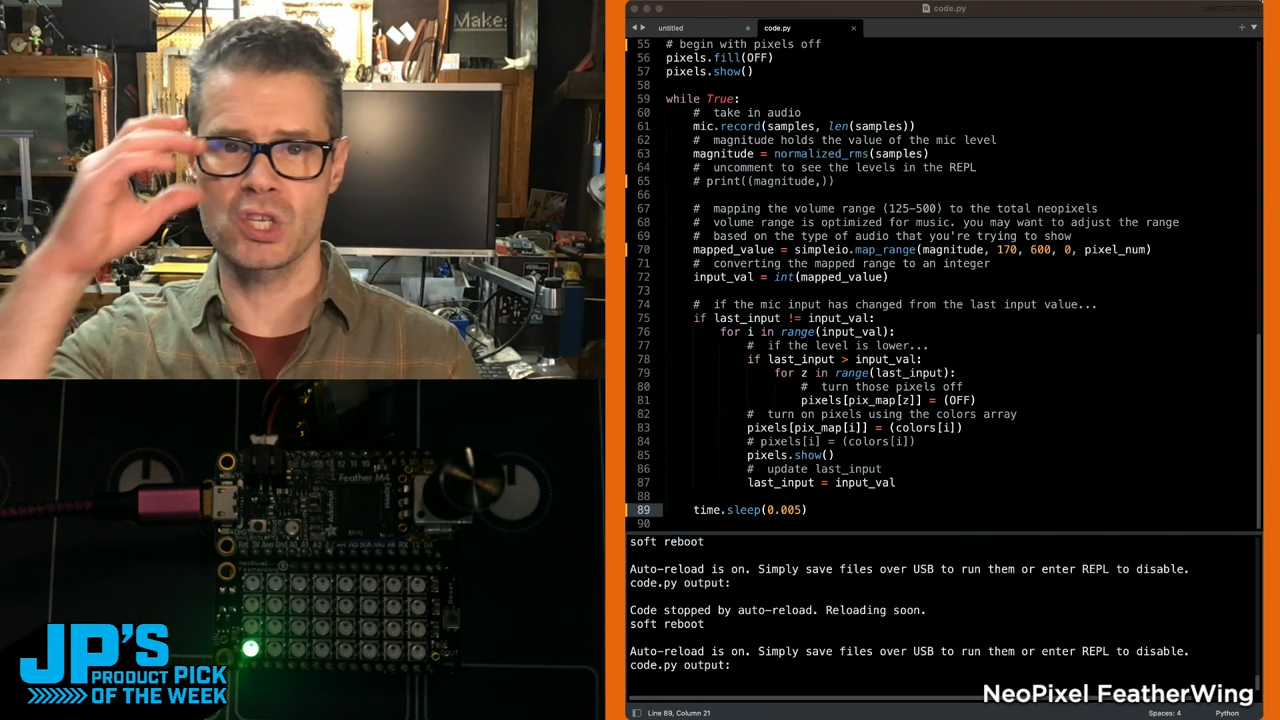 Make:
code.py
UNREGISTERED
untitled
code.py
55 # begin with pixels off
56 pixels.fill(OFF)
57 pixels.show()
58
59 while True:
60 # take in audio
61 mic.record(samples, len(samples))
62 # magnitude holds the value of the mic level
63 magnitude = normalized_rms(samples)
64 # uncomment to see the levels in the REPL
65 # print((magnitude,))
66
67 # mapping the volume range (125-500) to the total neopixels
68 # volume range is optimized for music. you may want to adjust the range
69 # based on the type of audio that you're trying to show
70 mapped_value = simpleio.map_range(magnitude, 170, 600, 0, pixel_num)
71 # converting the mapped range to an integer
72 input_val = int(mapped_value)
73
74 # if the mic input has changed from the last input value...
75 if last_input != input_val:
76 for i in range(input_val):
77 # if the level is lower...
78 if last_input > input_val:
79 for z in range(last_input):
80 # turn those pixels off
81 pixels[pix_map[z]] = (OFF)
82 # turn on pixels using the colors array
83 pixels[pix_map[i]] = (colors[i])
84 # pixels[i] = (colors[i])
85 pixels.show()
86 # update last_input
87 last_input = input_val
88
89 time.sleep(0.005)
90
soft reboot
Auto-reload is on. Simply save files over USB to run them or enter REPL to disable.
code.py output:
Code stopped by auto-reload. Reloading soon.
soft reboot
Auto-reload is on. Simply save files over USB to run them or enter REPL to disable.
code.py output:
Line 89, Column 21
Spaces: 4
Python
Feather M4
NeoPixel
FeatherWing
JP'S
PRODUCT PICK
OF THE WEEK
NeoPixel FeatherWing